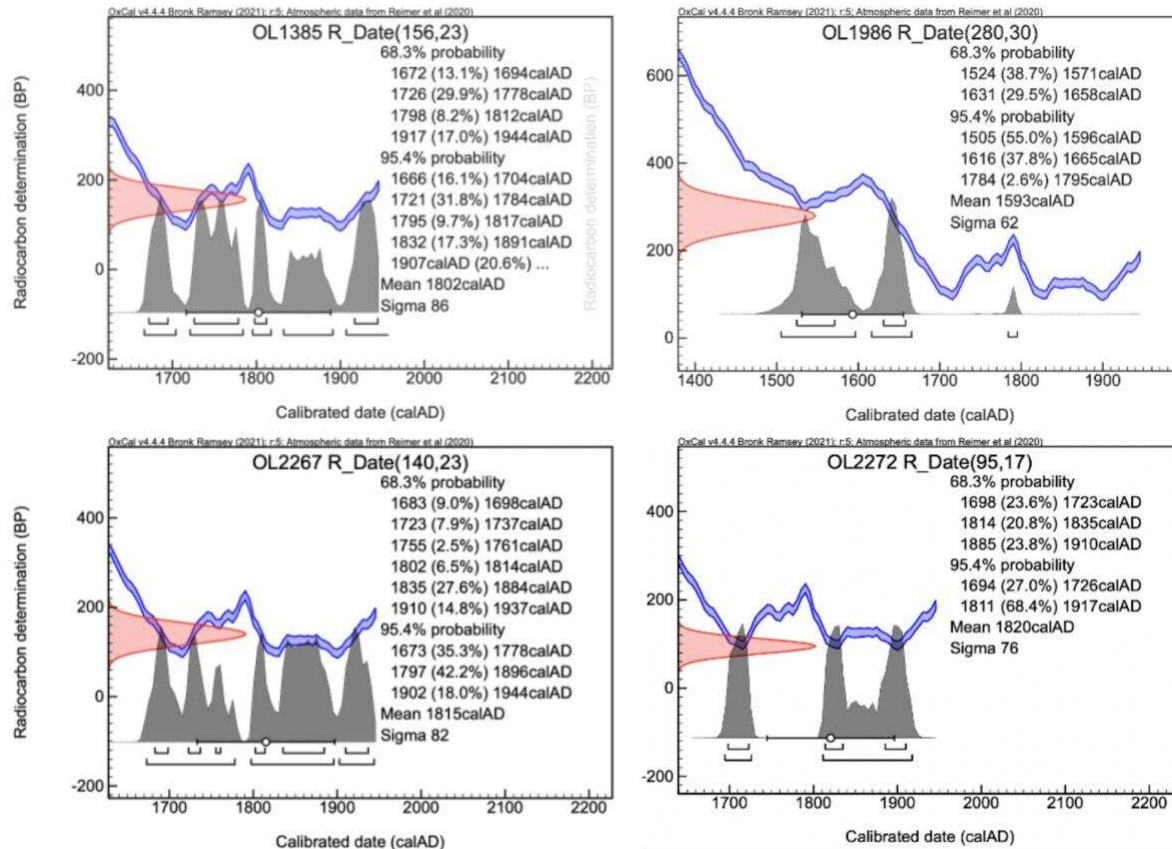 OxCal v4.4.4 Bronk Ramsey (2021); r:5; Atmospheric data from Reimer et al (2020)
OL1385 R_Date(156,23)
68.3% probability
1672 (13.1%) 1694calAD
1726 (29.9%) 1778calAD
1798 (8.2%) 1812calAD
1917 (17.0%) 1944calAD
95.4% probability
1666 (16.1%) 1704calAD
1721 (31.8%) 1784calAD
1795 (9.7%) 1817calAD
1832 (17.3%) 1891calAD
1907calAD (20.6%) ...
Mean 1802calAD
Sigma 86
Radiocarbon determination (BP)
400
200
0
-200
1700 1800 1900 2000 2100 2200
Calibrated date (calAD)
OxCal v4.4.4 Bronk Ramsey (2021); r:5; Atmospheric data from Reimer et al (2020)
OL1986 R_Date(280,30)
68.3% probability
1524 (38.7%) 1571calAD
1631 (29.5%) 1658calAD
95.4% probability
1505 (55.0%) 1596calAD
1616 (37.8%) 1665calAD
1784 (2.6%) 1795calAD
Mean 1593calAD
Sigma 62
Radiocarbon determination (BP)
600
400
200
0
1400 1500 1600 1700 1800 1900
Calibrated date (calAD)
OxCal v4.4.4 Bronk Ramsey (2021); r:5; Atmospheric data from Reimer et al (2020)
OL2267 R_Date(140,23)
68.3% probability
1683 (9.0%) 1698calAD
1723 (7.9%) 1737calAD
1755 (2.5%) 1761calAD
1802 (6.5%) 1814calAD
1835 (27.6%) 1884calAD
1910 (14.8%) 1937calAD
95.4% probability
1673 (35.3%) 1778calAD
1797 (42.2%) 1896calAD
1902 (18.0%) 1944calAD
Mean 1815calAD
Sigma 82
Radiocarbon determination (BP)
400
200
0
-200
1700 1800 1900 2000 2100 2200
Calibrated date (calAD)
OxCal v4.4.4 Bronk Ramsey (2021); r:5; Atmospheric data from Reimer et al (2020)
OL2272 R_Date(95,17)
68.3% probability
1698 (23.6%) 1723calAD
1814 (20.8%) 1835calAD
1885 (23.8%) 1910calAD
95.4% probability
1694 (27.0%) 1726calAD
1811 (68.4%) 1917calAD
Mean 1820calAD
Sigma 76
400
200
0
-200
1700 1800 1900 2000 2100 2200
Calibrated date (calAD)